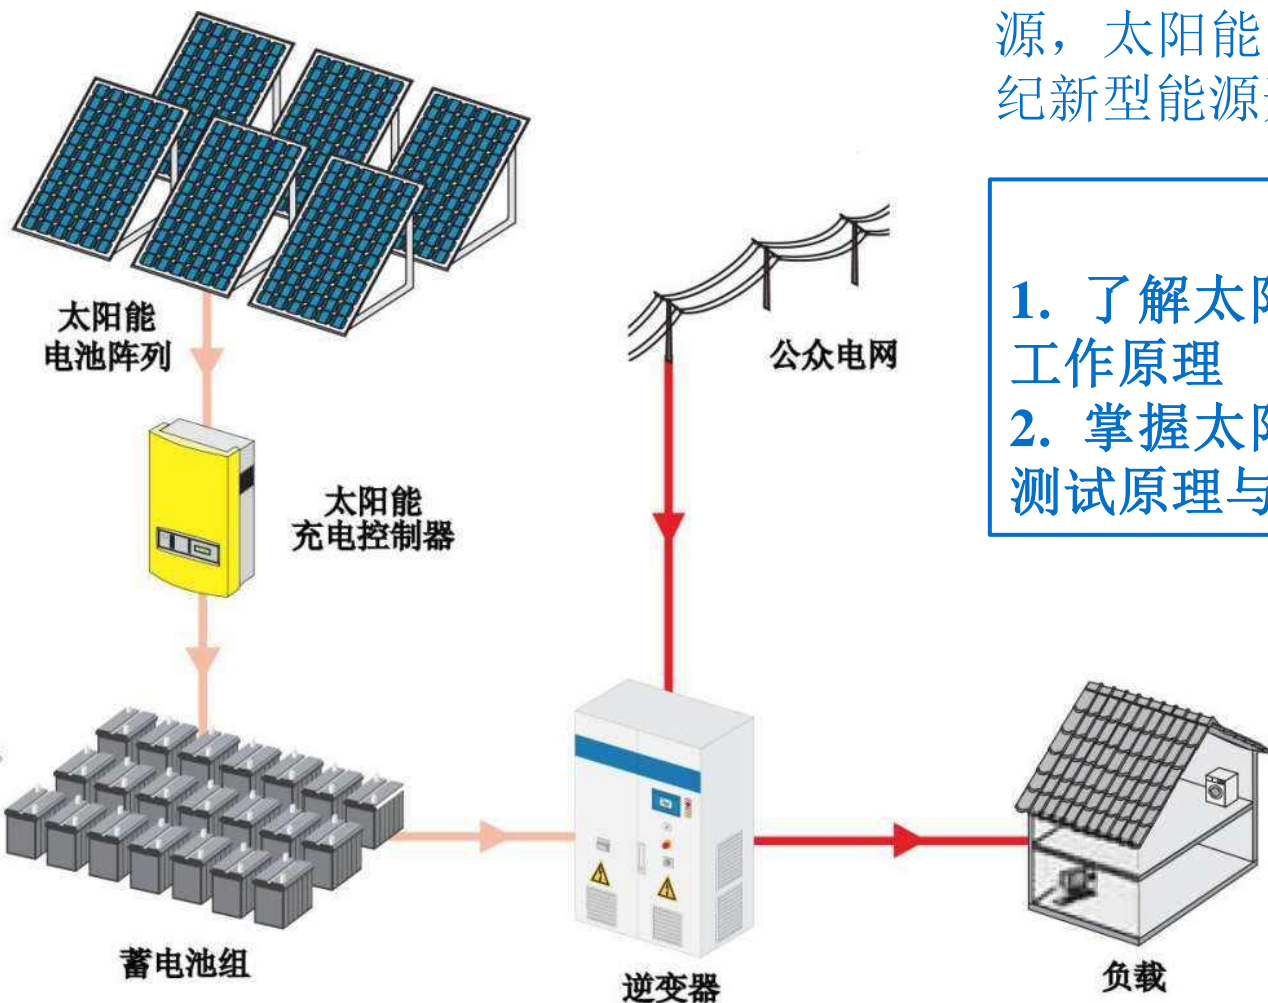 源，太阳能
纪新型能源
1. 了解太阳
工作原理
2. 掌握太阳
测试原理与
太阳能
电池阵列
公众电网
太阳能
充电控制器
蓄电池组
逆变器
负载